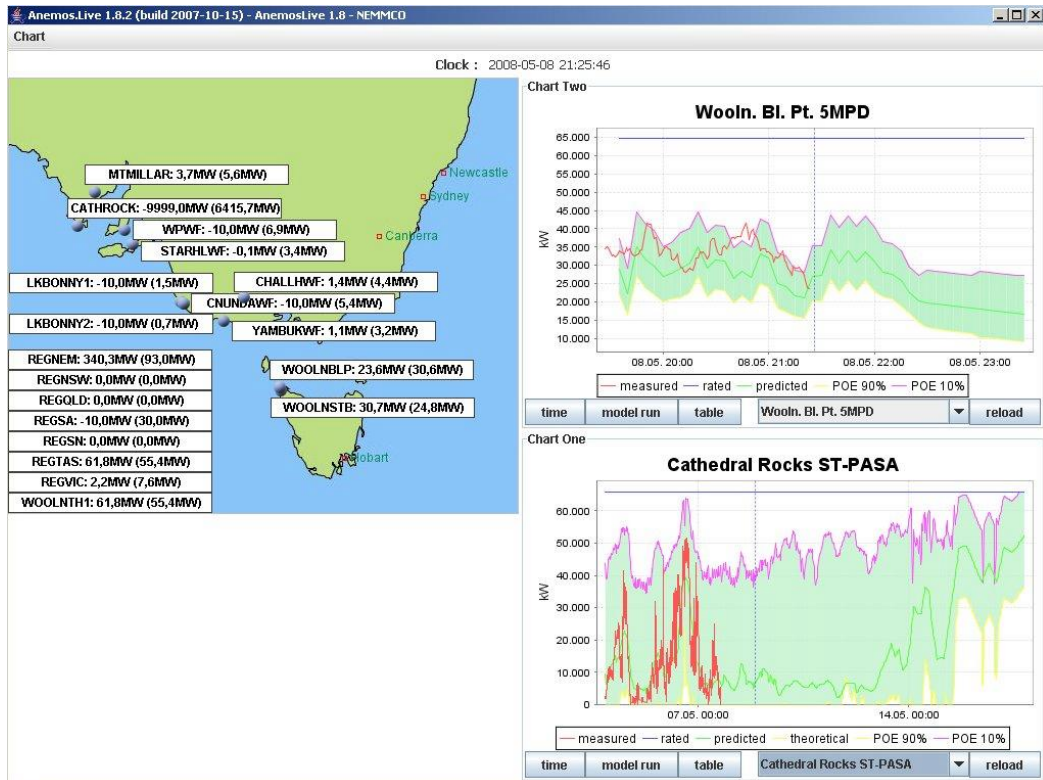 Anemos.Live 1.8.2 (build 2007-10-15) - AnemosLive 1.8 - NEMMCO
Chart
Clock : 2008-05-08 21:25:46
MTMILLAR: 3,7MW (5,6MW)
CATHROCK: -9999,0MW (6415,7MW)
WPWF: -10,0MW (6,9MW)
STARHLWF: -0,1MW (3,4MW)
Newcastle
Sydney
Canberra
LKBONNY1: -10,0MW (1,5MW)
CHALLHWF: 1,4MW (4,4MW)
CNUNDAWF: -10,0MW (5,4MW)
LKBONNY2: -10,0MW (0,7MW)
YAMBUKWF: 1,1MW (3,2MW)
REGNEM: 340,3MW (93,0MW)
REGNSW: 0,0MW (0,0MW)
REGQLD: 0,0MW (0,0MW)
REGSA: -10,0MW (30,0MW)
REGSN: 0,0MW (0,0MW)
REGTAS: 61,8MW (55,4MW)
REGVIC: 2,2MW (7,6MW)
WOOLNTH1: 61,8MW (55,4MW)
WOOLNBLP: 23,6MW (30,6MW)
WOOLNSTB: 30,7MW (24,8MW)
Hobart
Chart Two
Wooln. Bl. Pt. 5MPD
kW
65.000
60.000
55.000
50.000
45.000
40.000
35.000
30.000
25.000
20.000
15.000
10.000
08.05. 20:00 08.05. 21:00 08.05. 22:00 08.05. 23:00
measured rated predicted POE 90% POE 10%
time model run table Wooln. Bl. Pt. 5MPD reload
Chart One
Cathedral Rocks ST-PASA
kW
60.000
50.000
40.000
30.000
20.000
10.000
0
07.05. 00:00 14.05. 00:00
measured rated predicted theoretical POE 90% POE 10%
time model run table Cathedral Rocks ST-PASA reload